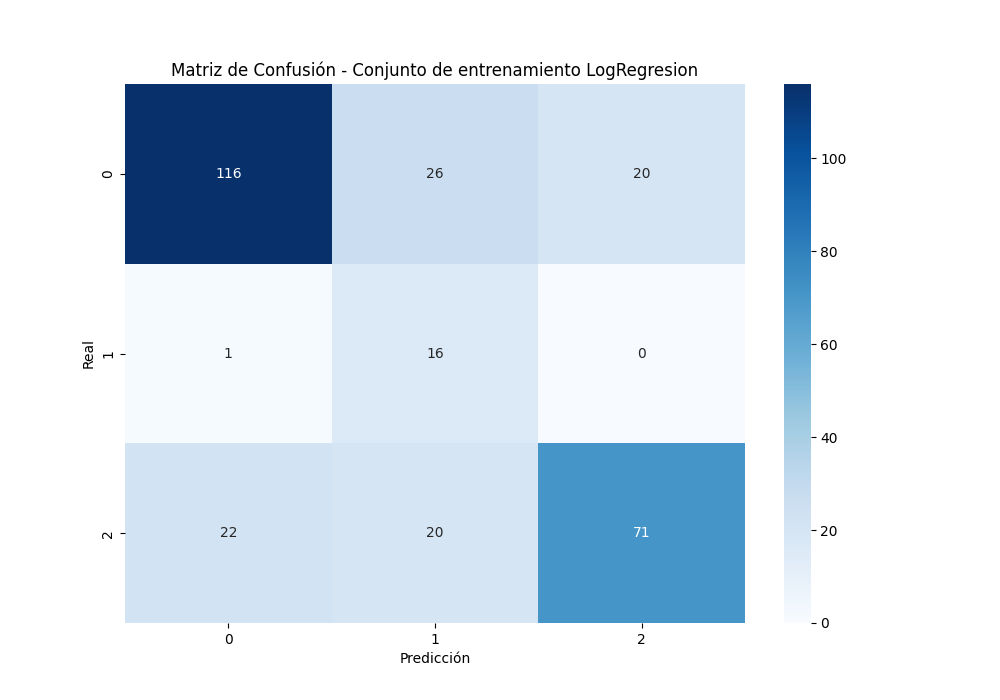 Matriz de Confusión - Conjunto de entrenamiento LogRegresion
0 116 26 20
1 1 16 0
2 22 20 71
0 1 2
Real
Predicción
100
80
60
40
20
0